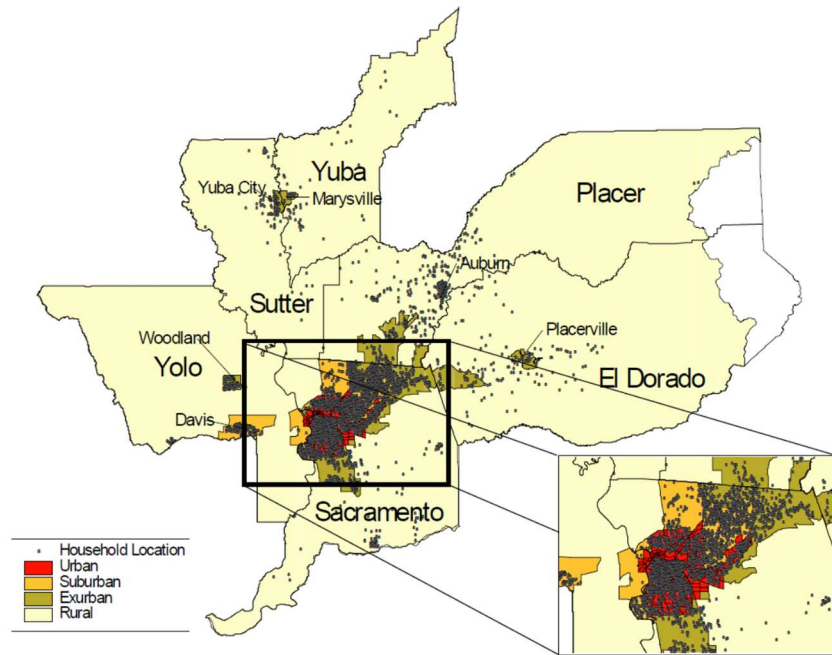 Yuba
Yuba City
Marysville
Placer
Auburn
Sutter
Woodland
Placerville
Yolo
El Dorado
Davis
Sacramento
Household Location
Urban
Suburban
Exurban
Rural